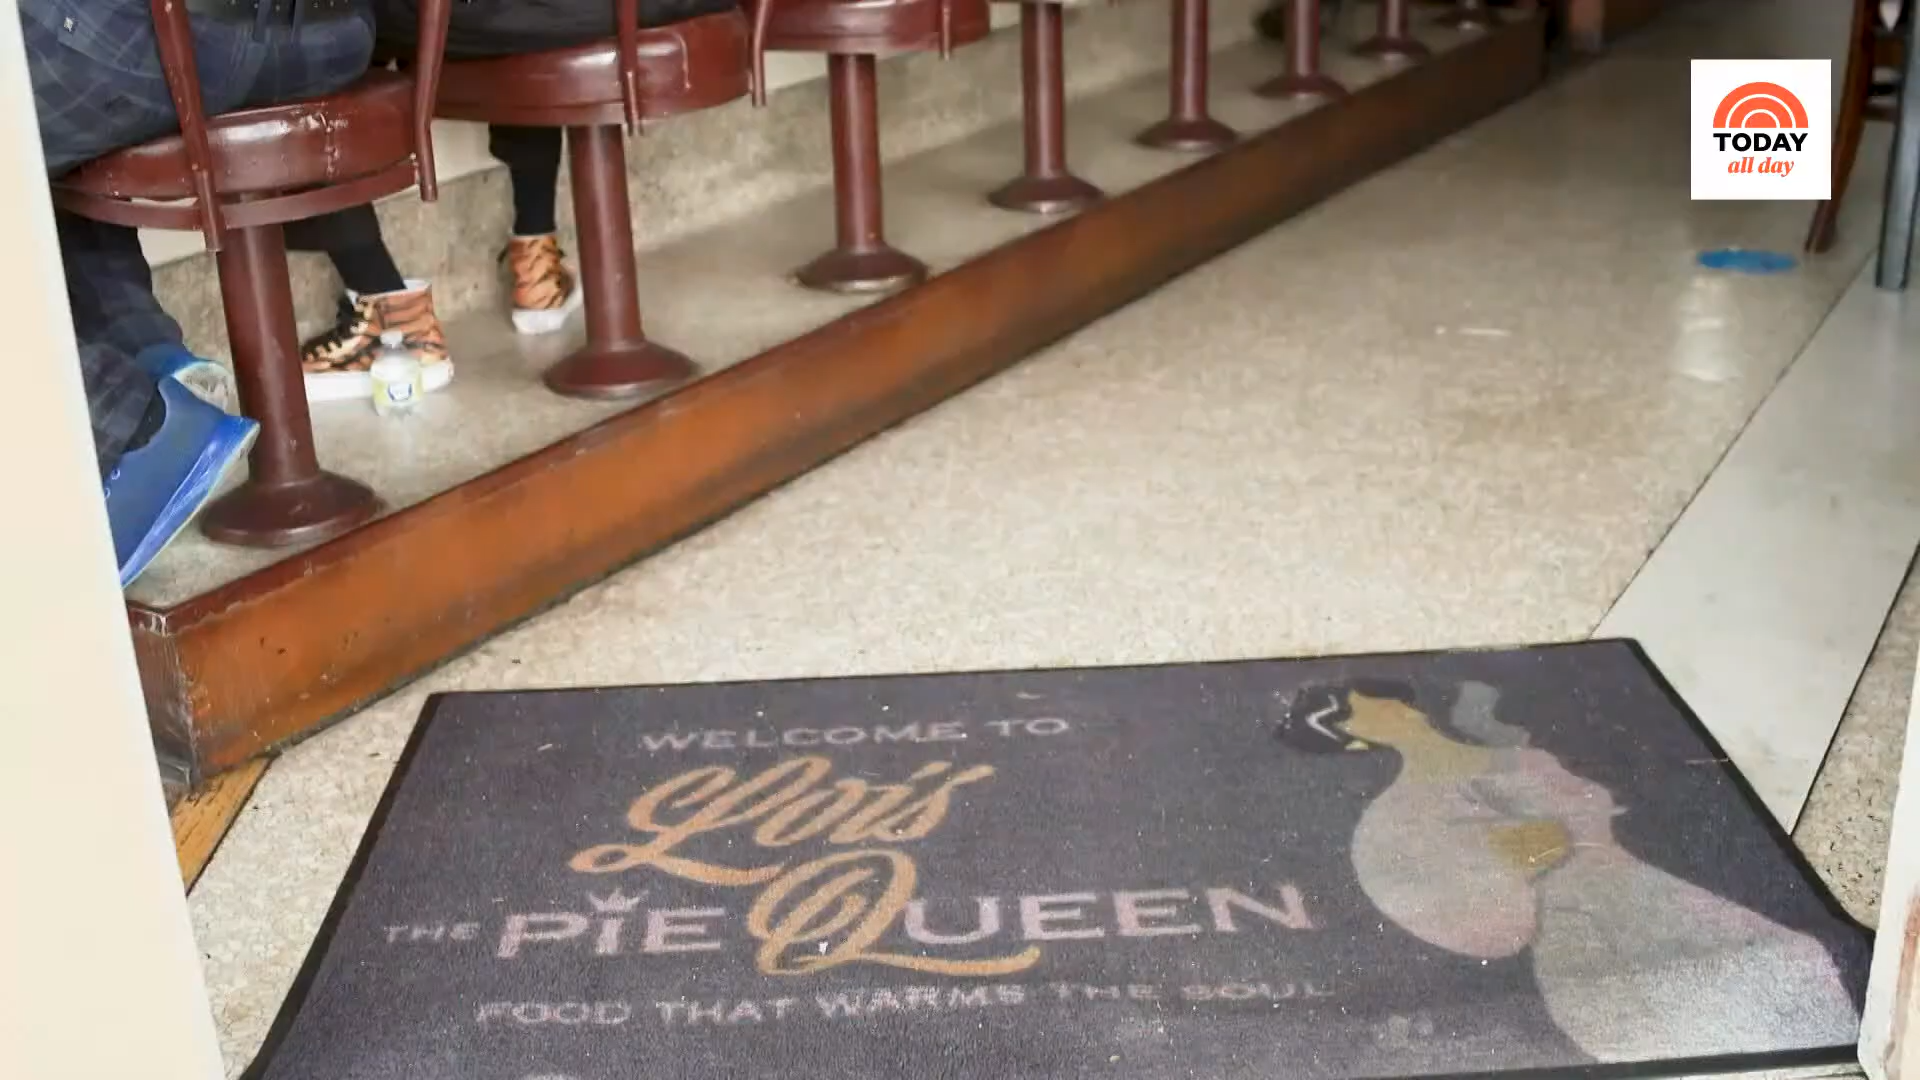 TODAY
all day
WELCOME TO
Lois
THE PIE QUEEN
FOOD THAT WARMS THE SOUL